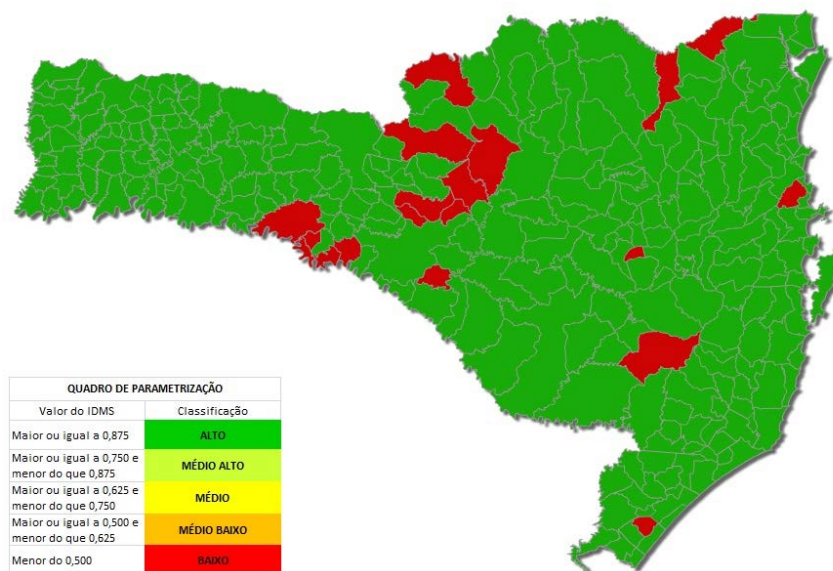 QUADRO DE PARAMETRIZAÇÃO
Valor do IDMS Classificação
Maior ou igual a 0,875 ALTO
Maior ou igual a 0,750 e
menor do que 0,875
MÉDIO ALTO
Maior ou igual a 0,625 e
menor do que 0,750
MÉDIO
Maior ou igual a 0,500 e
menor do que 0,625
MÉDIO BAIXO
Menor do 0,500 BAIXO